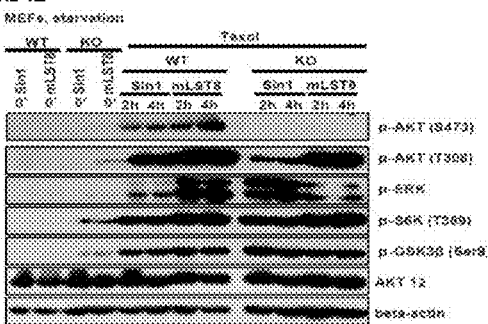 MEFs, starvation
Taxol
WT KO
WT KO
Sin1 mLST8 Sin1 mLST8
0' Sin1
0' mLST8
0' Sin1
0' mLST8
2h 4h 2h 4h 2h 4h 2h 4h
p-AKT (S473)
p-AKT (T308)
p-ERK
p-S6K (T389)
p-GSK3β (Ser9)
AKT 12
beta-actin